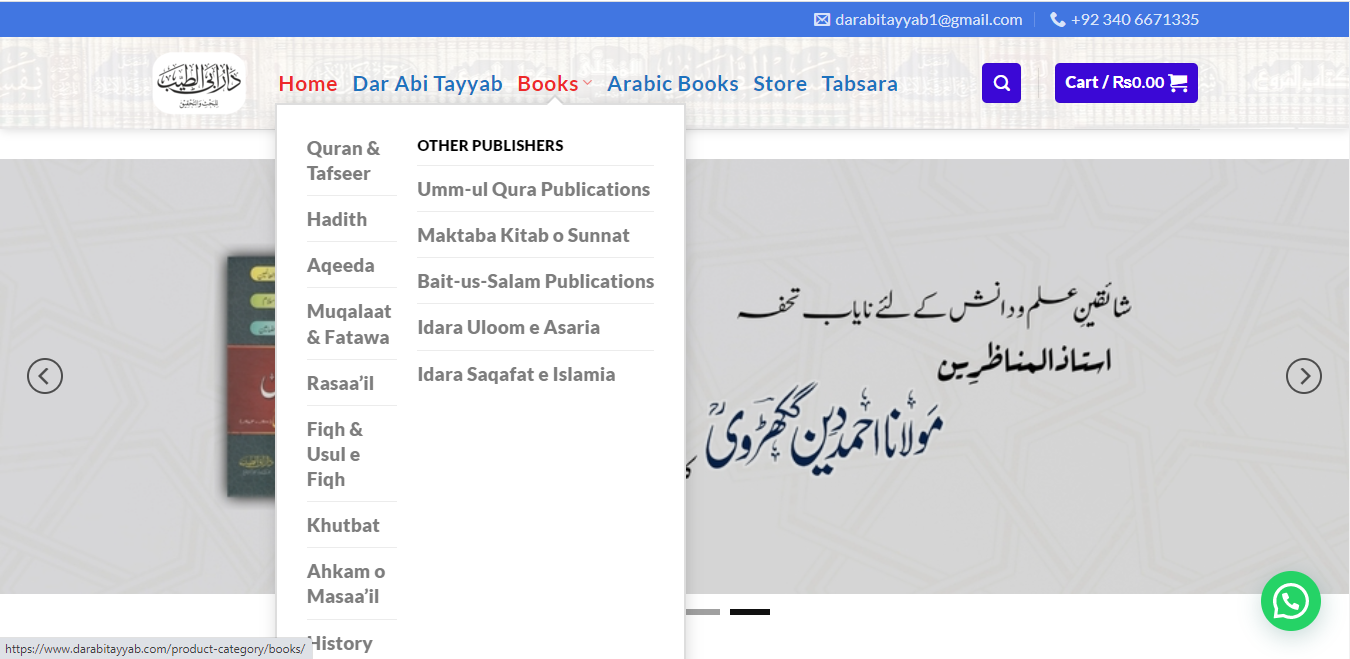 darabitayyab1@gmail.com
+92 340 6671335
دار ابی الطیب
للبحث والتحقیق
Home Dar Abi Tayyab Books Arabic Books Store Tabsara
Cart / ₨0.00
Quran &
Tafseer
Hadith
Aqeeda
Muqalaat
& Fatawa
Rasaa’il
Fiqh &
Usul e
Fiqh
Khutbat
Ahkam o
Masaa’il
History
OTHER PUBLISHERS
Umm-ul Qura Publications
Maktaba Kitab o Sunnat
Bait-us-Salam Publications
Idara Uloom e Asaria
Idara Saqafat e Islamia
شائقینِ علم و دانش کے لئے نایاب تحفہ
استاذ المناظرین
مولانا احمد دین گکھڑوی
https://www.darabitayyab.com/product-category/books/